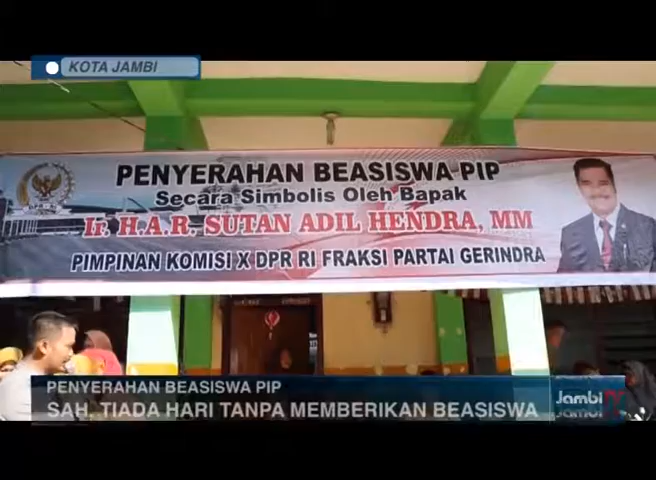 KOTA JAMBI
PENYERAHAN BEASISWA PIP
Secara Simbolis Oleh Bapak
Ir. H.A.R. SUTAN ADIL HENDRA, MM
PIMPINAN KOMISI X DPR RI FRAKSI PARTAI GERINDRA
PENYERAHAN BEASISWA PIP
SAH, TIADA HARI TANPA MEMBERIKAN BEASISWA
JambiTV